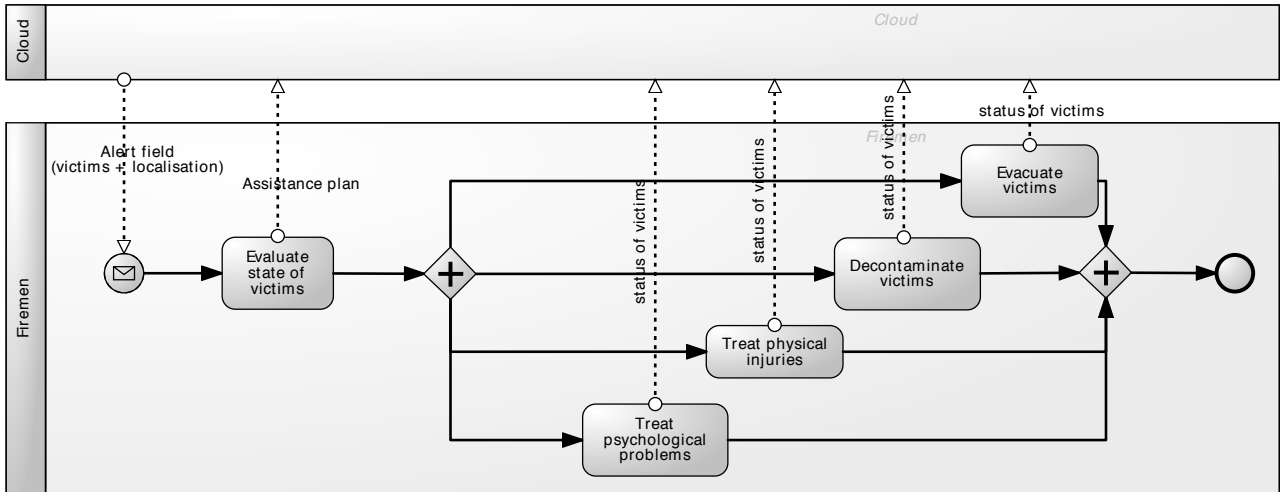 Cloud
Cloud
Firemen
Firemen
status of victims
Alert field
(victims + localisation)
Assistance plan
status of victims
status of victims
status of victims
Evacuate
victims
Evaluate
state of
victims
Decontaminate
victims
Treat physical
injuries
Treat
psychological
problems